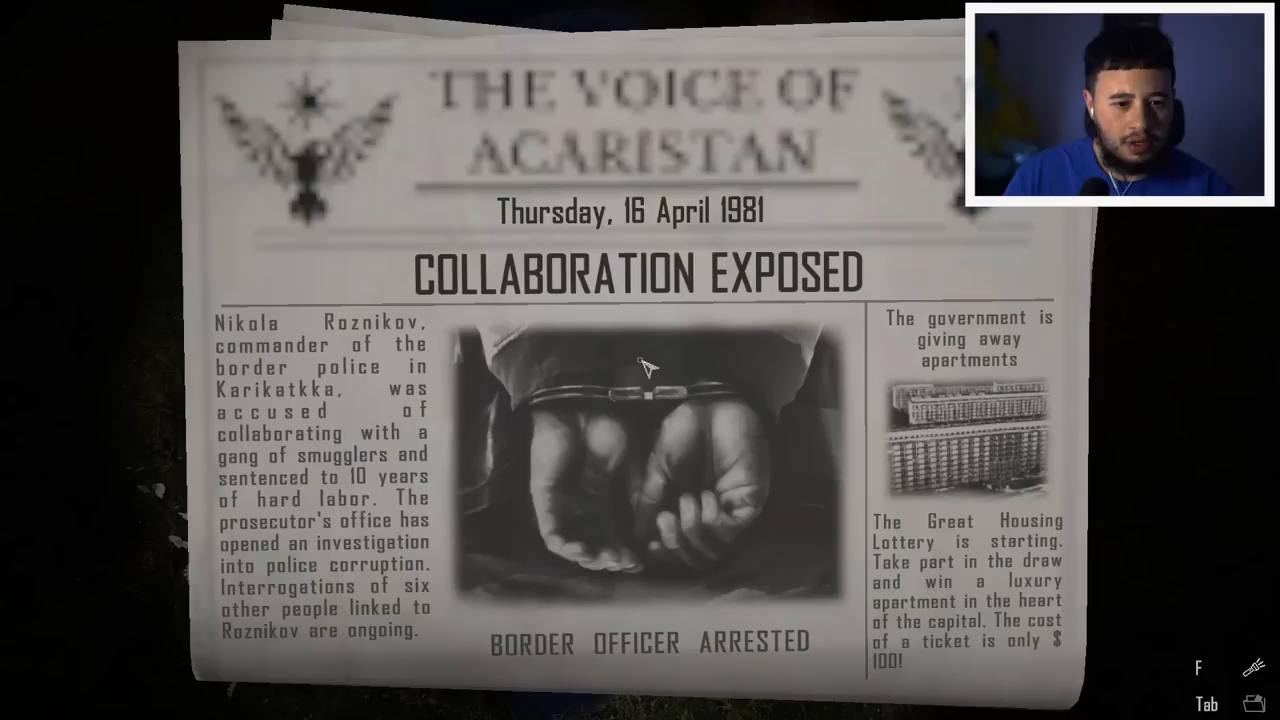 THE VOICE OF
ACARISTAN
Thursday, 16 April 1981
COLLABORATION EXPOSED
Nikola Roznikov,
commander of the
border police in
Karikatkka, was
accused of
collaborating with a
gang of smugglers and
sentenced to 10 years
of hard labor. The
prosecutor's office has
opened an investigation
into police corruption.
Interrogations of six
other people linked to
Roznikov are ongoing.
BORDER OFFICER ARRESTED
The government is
giving away
apartments
The Great Housing
Lottery is starting.
Take part in the draw
and win a luxury
apartment in the heart
of the capital. The cost
of a ticket is only $
100!
F
Tab